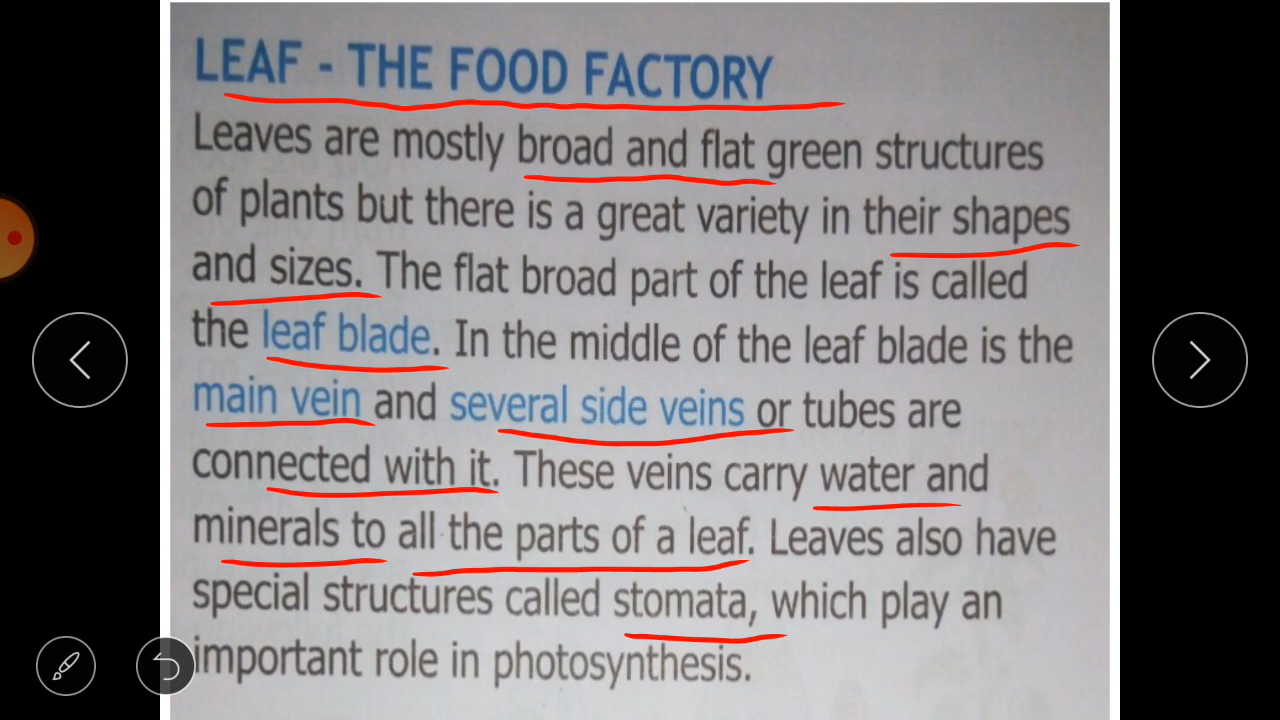 LEAF - THE FOOD FACTORY
Leaves are mostly broad and flat green structures
of plants but there is a great variety in their shapes
and sizes. The flat broad part of the leaf is called
the leaf blade. In the middle of the leaf blade is the
main vein and several side veins or tubes are
connected with it. These veins carry water and
minerals to all the parts of a leaf. Leaves also have
special structures called stomata, which play an
important role in photosynthesis.